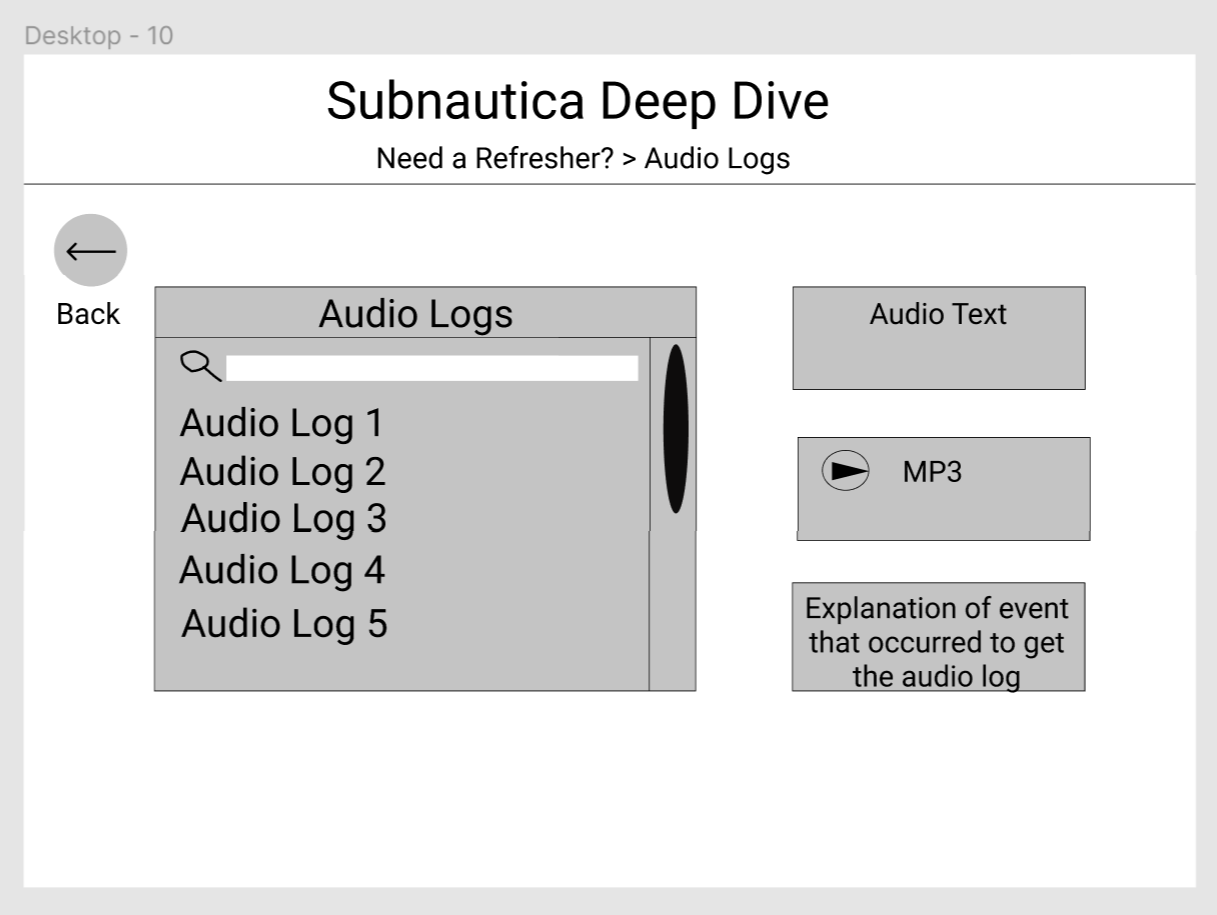 Desktop - 10
Subnautica Deep Dive
Need a Refresher? > Audio Logs
Back
Audio Logs
Audio Log 1
Audio Log 2
Audio Log 3
Audio Log 4
Audio Log 5
Audio Text
MP3
Explanation of event
that occurred to get
the audio log